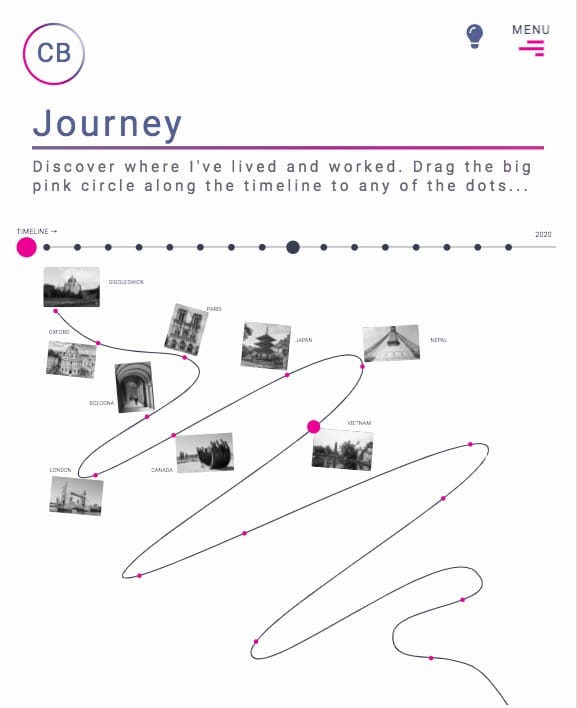 CB
MENU
Journey
Discover where I've lived and worked. Drag the big
pink circle along the timeline to any of the dots...
TIMELINE →
2020
GIGGLESWICK
PARIS
OXFORD
JAPAN
NEPAL
BOLOGNA
VIETNAM
LONDON
CANADA